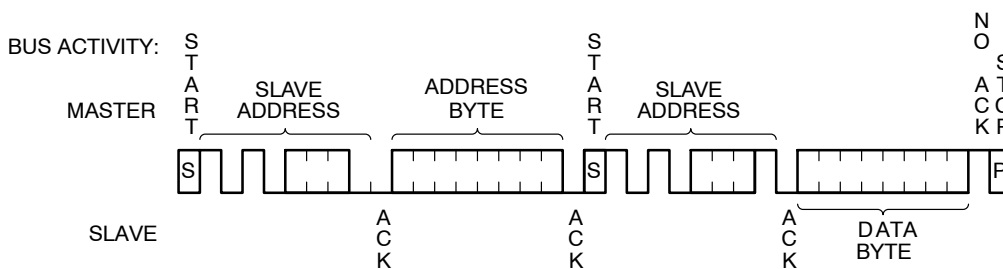 BUS ACTIVITY:
MASTER
START
SLAVE
ADDRESS
ADDRESS
BYTE
START
SLAVE
ADDRESS
NO ACK
STOP
S
S
P
SLAVE
ACK
ACK
ACK
DATA
BYTE